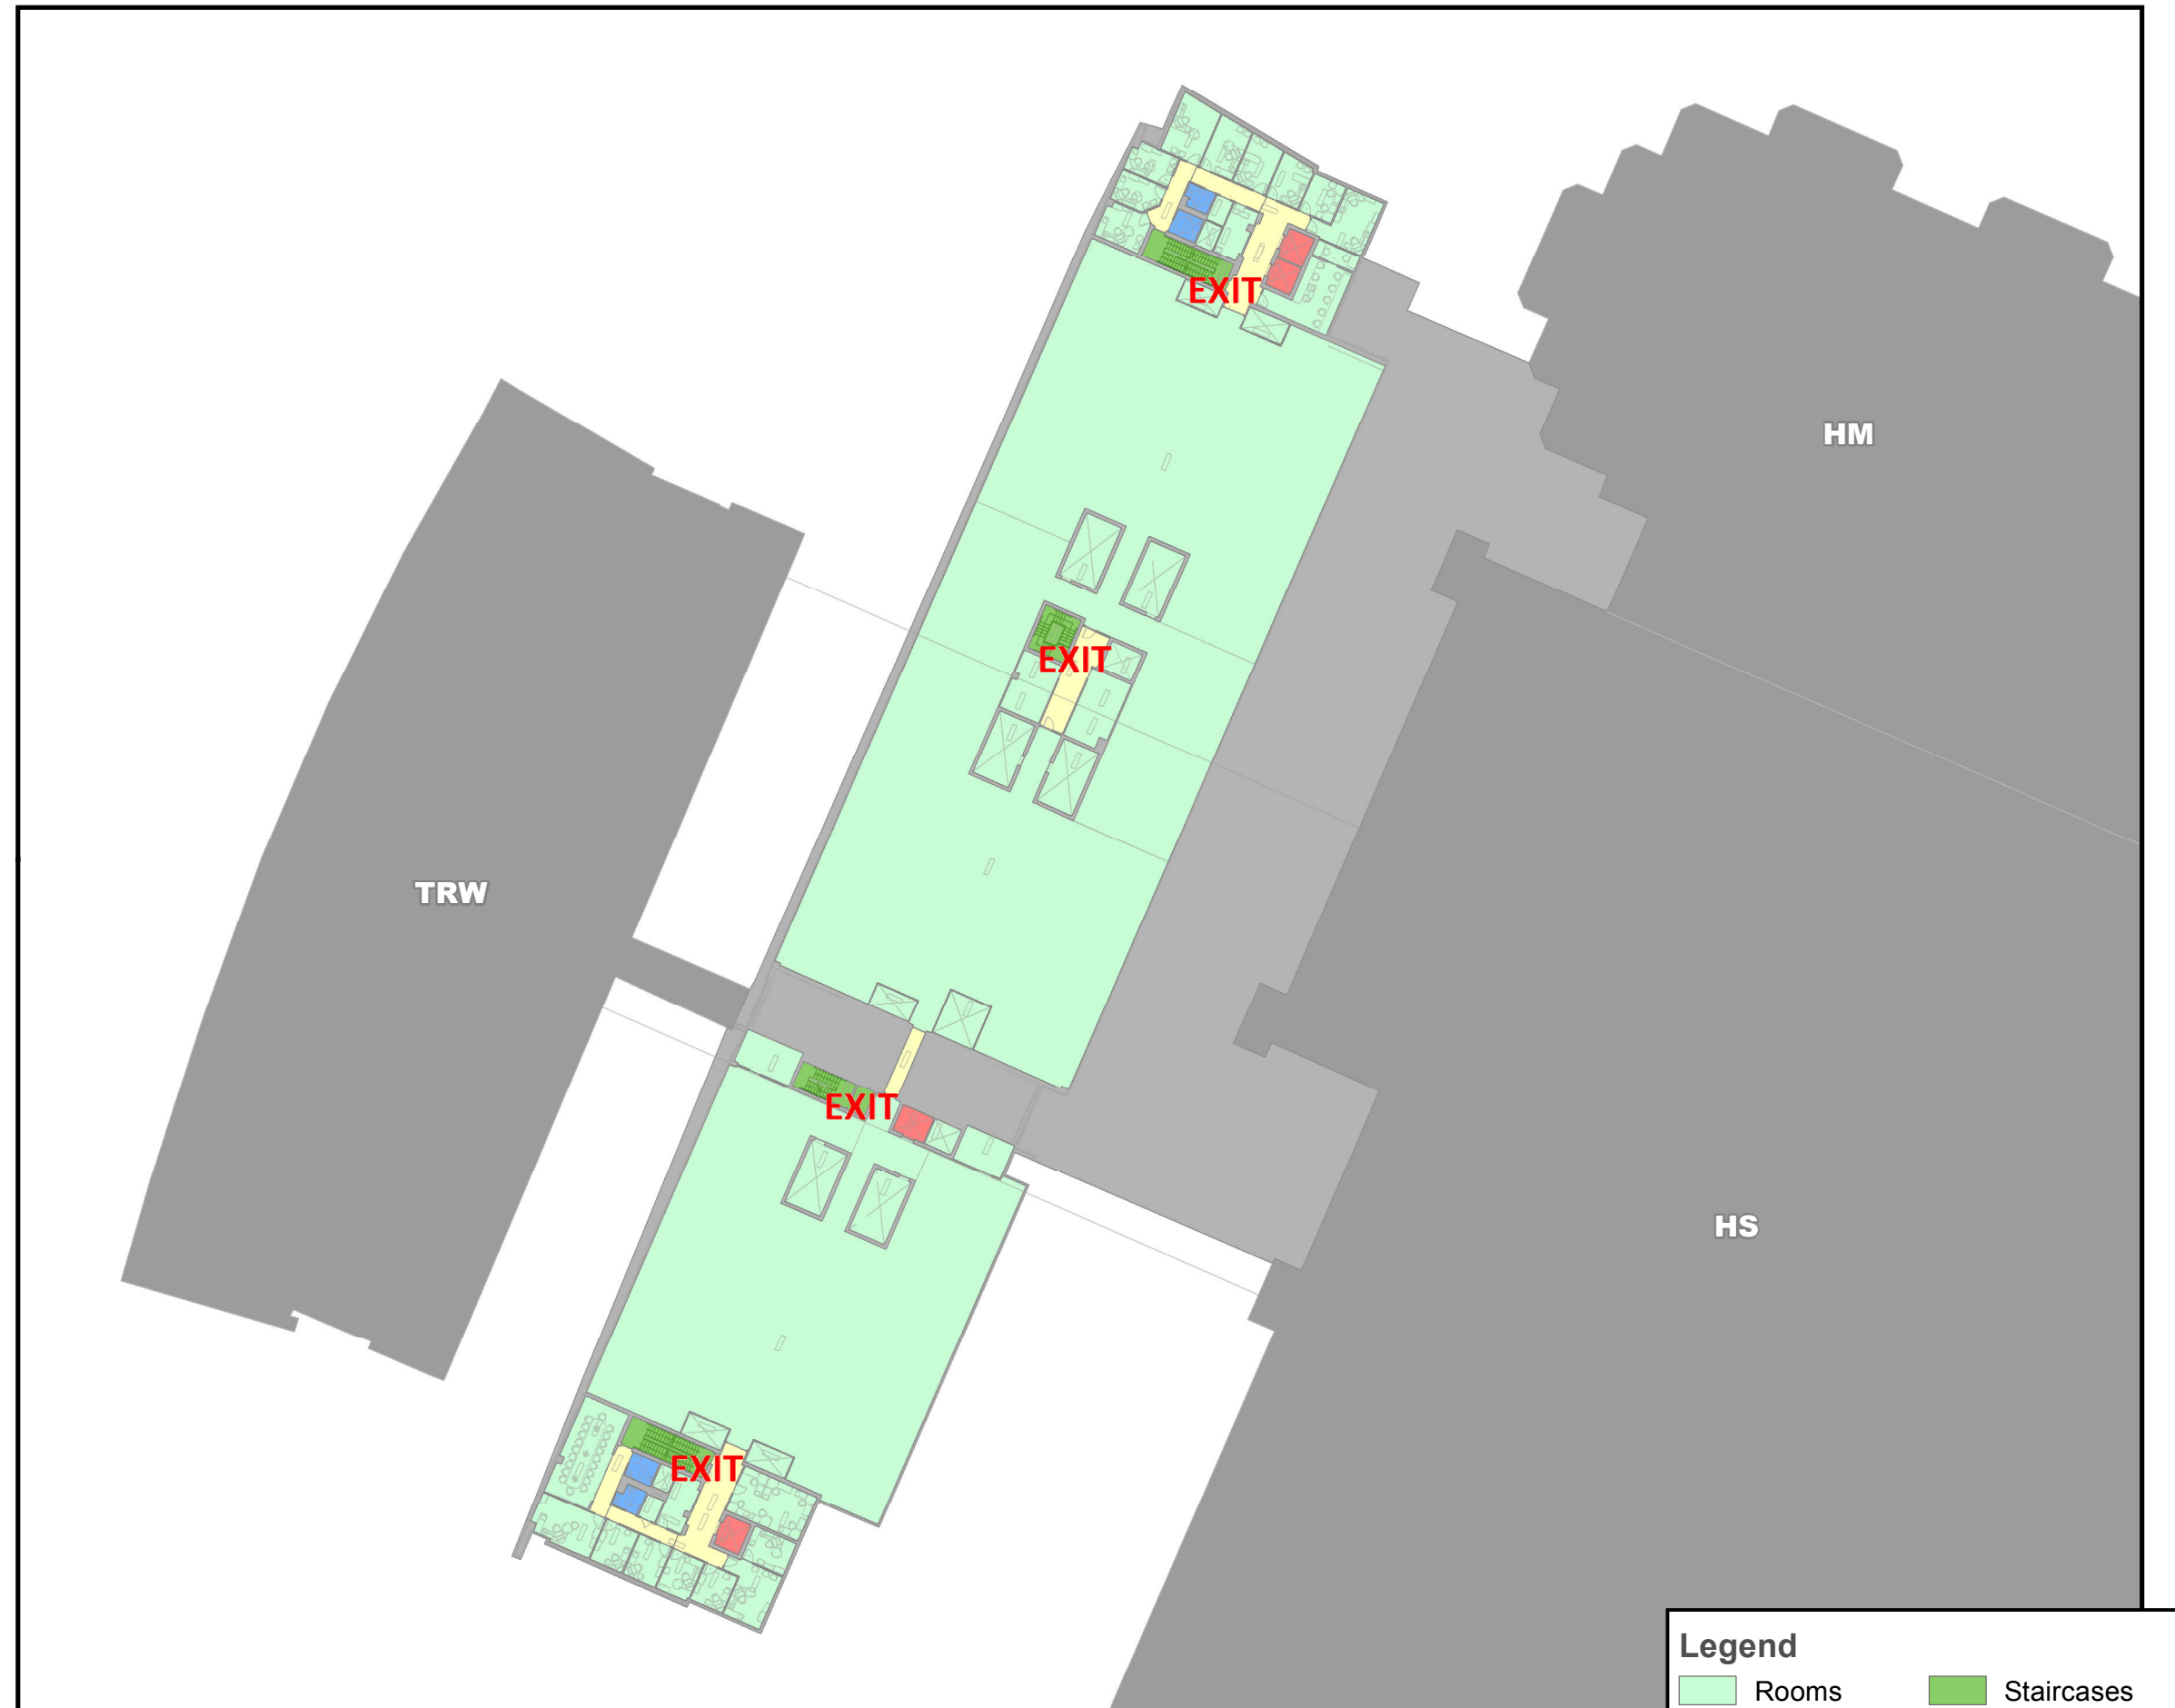 EXIT
HM
EXIT
TRW
EXIT
HS
EXIT
Legend
Rooms
Staircases